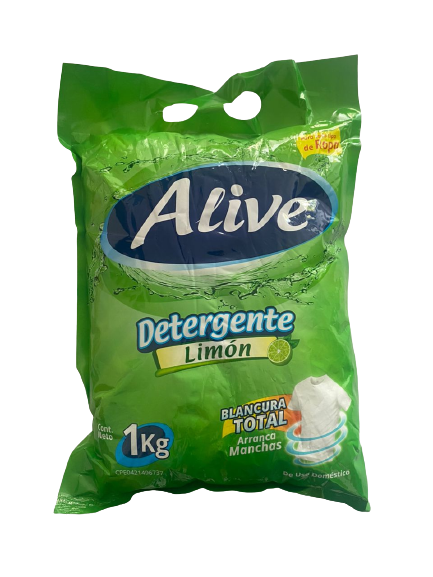 de Ropa
Alive
Detergente
Limón
BLANCURA
TOTAL
Arranca
Manchas
Cont.
Neto
1Kg
De Uso Doméstico